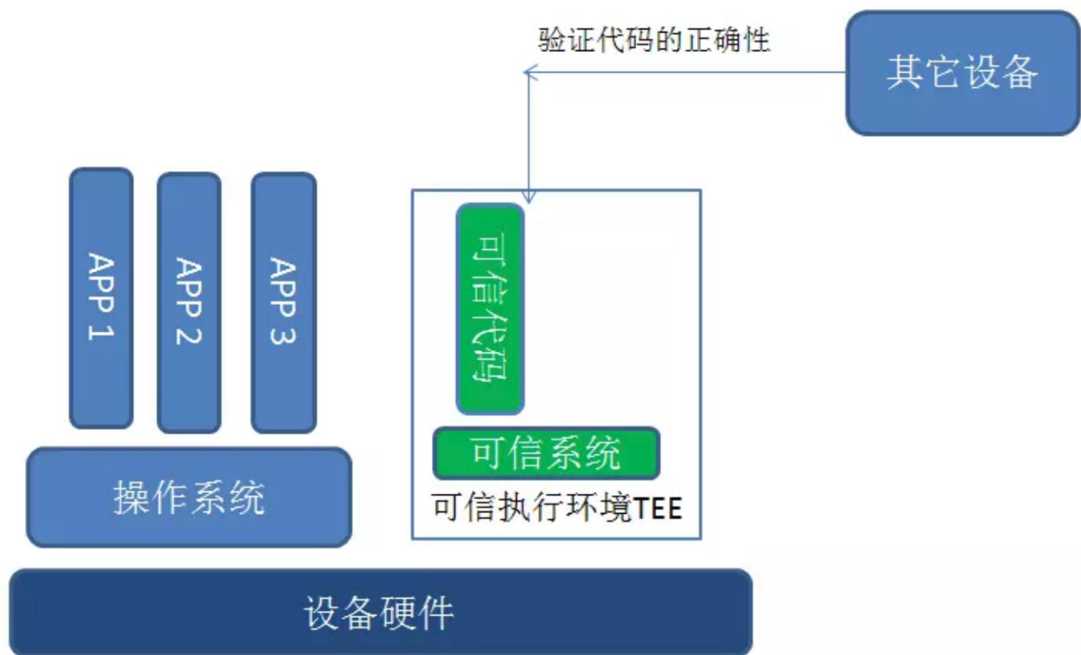 验证代码的正确性
其它设备
APP 1
APP 2
APP 3
可信代码
可信系统
操作系统
可信执行环境TEE
设备硬件